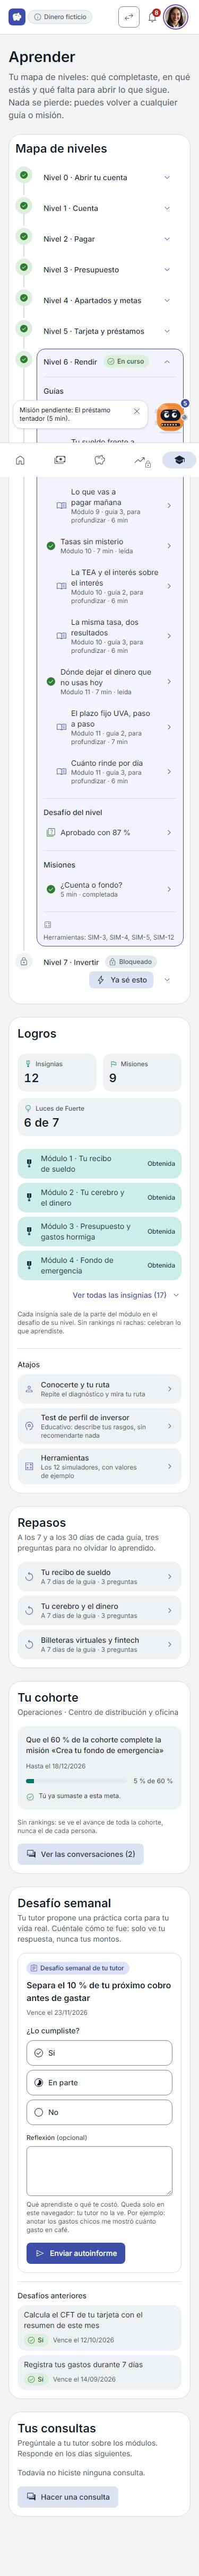 Dinero ficticio
8
Aprender
Tu mapa de niveles: qué completaste, en qué
estás y qué falta para abrir lo que sigue.
Nada se pierde: puedes volver a cualquier
guía o misión.
Mapa de niveles
Nivel 0 · Abrir tu cuenta
Nivel 1 · Cuenta
Nivel 2 · Pagar
Nivel 3 · Presupuesto
Nivel 4 · Apartados y metas
Nivel 5 · Tarjeta y préstamos
Nivel 6 · Rendir
En curso
Guías
Misión pendiente: El préstamo
tentador (5 min).
5
Tu sueldo frente a
Lo que vas a
pagar mañana
Módulo 9 · guía 3, para
profundizar · 6 min
Tasas sin misterio
Módulo 10 · 7 min · leída
La TEA y el interés sobre
el interés
Módulo 10 · guía 2, para
profundizar · 6 min
La misma tasa, dos
resultados
Módulo 10 · guía 3, para
profundizar · 6 min
Dónde dejar el dinero que
no usas hoy
Módulo 11 · 7 min · leída
El plazo fijo UVA, paso
a paso
Módulo 11 · guía 2, para
profundizar · 7 min
Cuánto rinde por día
Módulo 11 · guía 3, para
profundizar · 6 min
Desafío del nivel
Aprobado con 87 %
Misiones
¿Cuenta o fondo?
5 min · completada
Herramientas: SIM-3, SIM-4, SIM-5, SIM-12
Nivel 7 · Invertir
Bloqueado
Ya sé esto
Logros
Insignias
12
Misiones
9
Luces de Fuerte
6 de 7
Módulo 1 · Tu recibo
de sueldo
Obtenida
Módulo 2 · Tu cerebro y
el dinero
Obtenida
Módulo 3 · Presupuesto y
gastos hormiga
Obtenida
Módulo 4 · Fondo de
emergencia
Obtenida
Ver todas las insignias (17)
Cada insignia sale de la parte del módulo en el
desafío de su nivel. Sin rankings ni rachas: celebran lo
que aprendiste.
Atajos
Conocerte y tu ruta
Repite el diagnóstico y mira tu ruta
Test de perfil de inversor
Educativo: describe tus rasgos, sin
recomendarte nada
Herramientas
Los 12 simuladores, con valores
de ejemplo
Repasos
A los 7 y a los 30 días de cada guía, tres
preguntas para no olvidar lo aprendido.
Tu recibo de sueldo
A 7 días de la guía · 3 preguntas
Tu cerebro y el dinero
A 7 días de la guía · 3 preguntas
Billeteras virtuales y fintech
A 7 días de la guía · 3 preguntas
Tu cohorte
Operaciones · Centro de distribución y oficina
Que el 60 % de la cohorte complete la
misión «Crea tu fondo de emergencia»
Hasta el 18/12/2026
5 % de 60 %
Tú ya sumaste a esta meta.
Sin rankings: se ve el avance de toda la cohorte,
nunca el de cada persona.
Ver las conversaciones (2)
Desafío semanal
Tu tutor propone una práctica corta para tu
vida real. Cuéntale cómo te fue: solo ve tu
respuesta, nunca tus montos.
Desafío semanal de tu tutor
Separa el 10 % de tu próximo cobro
antes de gastar
Vence el 23/11/2026
¿Lo cumpliste?
Sí
En parte
No
Reflexión (opcional)
Qué aprendiste o qué te costó. Queda solo en
este navegador: tu tutor no la ve. Por ejemplo:
anotar los gastos chicos me mostró cuánto
gasto en café.
Enviar autoinforme
Desafíos anteriores
Calcula el CFT de tu tarjeta con el
resumen de este mes
Sí
Vence el 12/10/2026
Registra tus gastos durante 7 días
Sí
Vence el 14/09/2026
Tus consultas
Pregúntale a tu tutor sobre los módulos.
Responde en los días siguientes.
Todavía no hiciste ninguna consulta.
Hacer una consulta